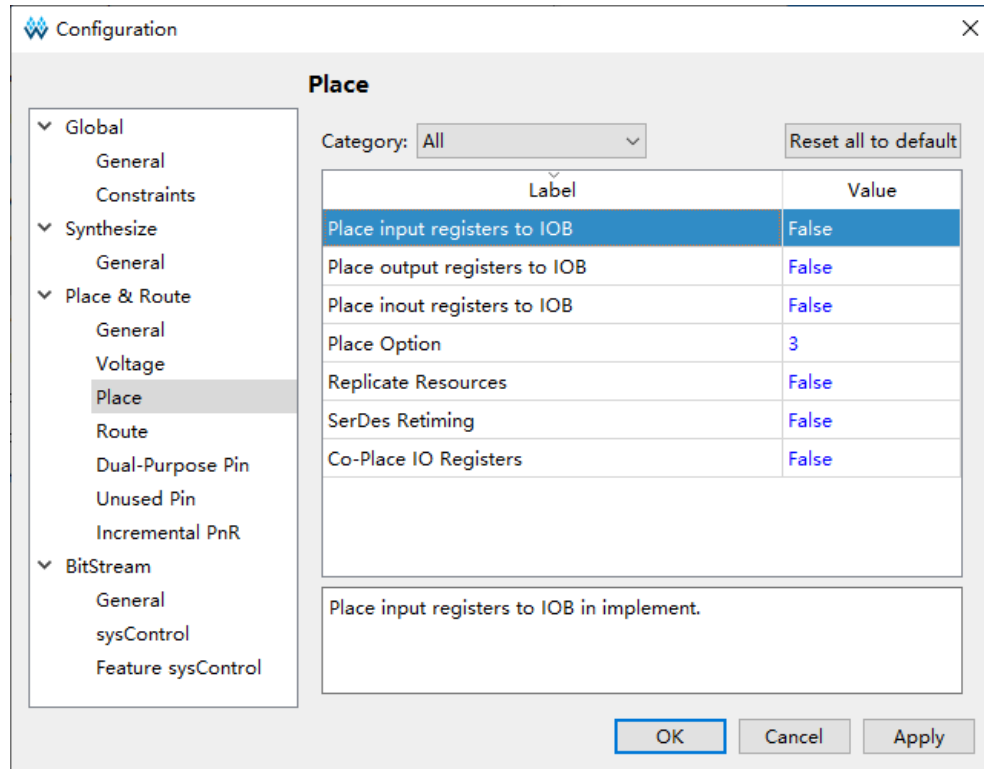 Configuration
Place
Global
General
Constraints
Synthesize
General
Place & Route
General
Voltage
Place
Route
Dual-Purpose Pin
Unused Pin
Incremental PnR
BitStream
General
sysControl
Feature sysControl
Category: All Reset all to default
Label Value
Place input registers to IOB False
Place output registers to IOB False
Place inout registers to IOB False
Place Option 3
Replicate Resources False
SerDes Retiming False
Co-Place IO Registers False
Place input registers to IOB in implement.
OK Cancel Apply